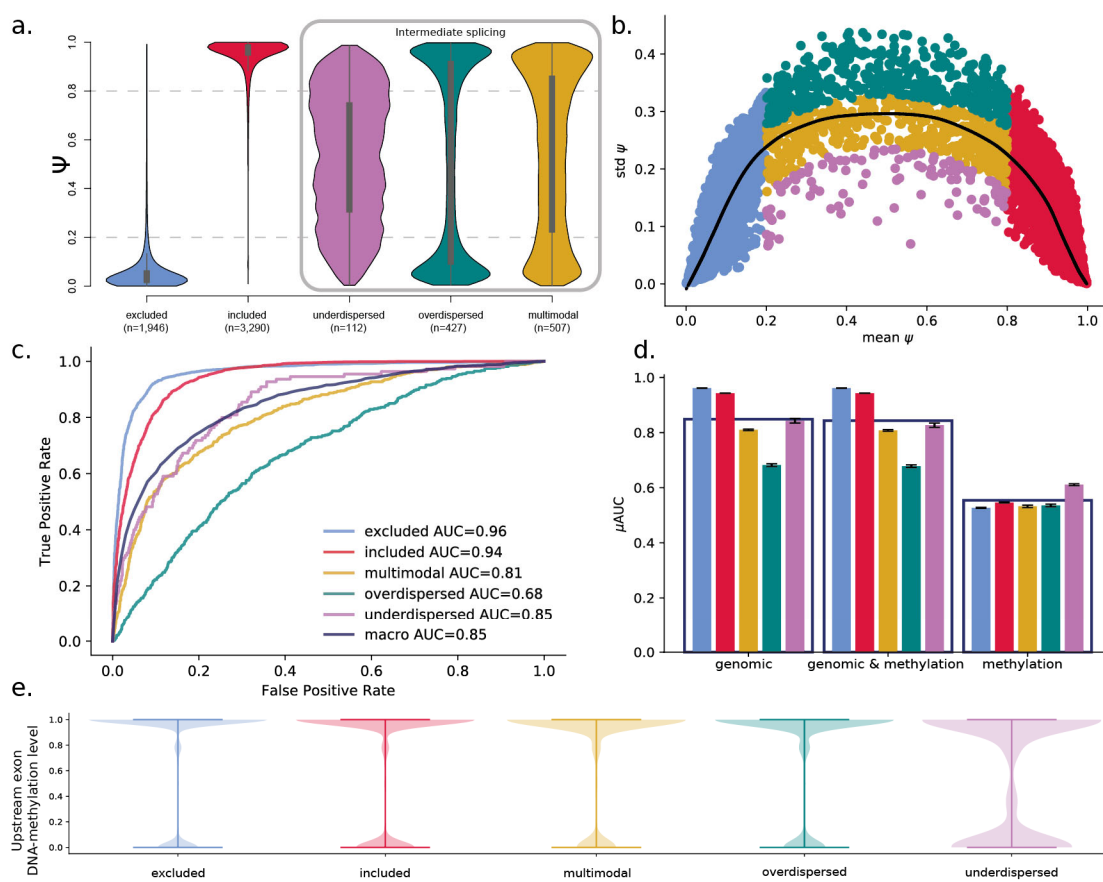 a.
Intermediate splicing
Ψ
1.0
0.8
0.6
0.4
0.2
0.0
excluded
(n=1,946)
included
(n=3,290)
underdispersed
(n=112)
overdispersed
(n=427)
multimodal
(n=507)
b.
std ψ
0.4
0.3
0.2
0.1
0.0
0.0 0.2 0.4 0.6 0.8 1.0
mean ψ
c.
True Positive Rate
1.0
0.8
0.6
0.4
0.2
0.0
excluded AUC=0.96
included AUC=0.94
multimodal AUC=0.81
overdispersed AUC=0.68
underdispersed AUC=0.85
macro AUC=0.85
0.0 0.2 0.4 0.6 0.8 1.0
False Positive Rate
d.
μAUC
1.0
0.8
0.6
0.4
0.2
0.0
genomic genomic & methylation methylation
e.
Upstream exon
DNA-methylation level
1.0
0.8
0.6
0.4
0.2
0.0
excluded included multimodal overdispersed underdispersed